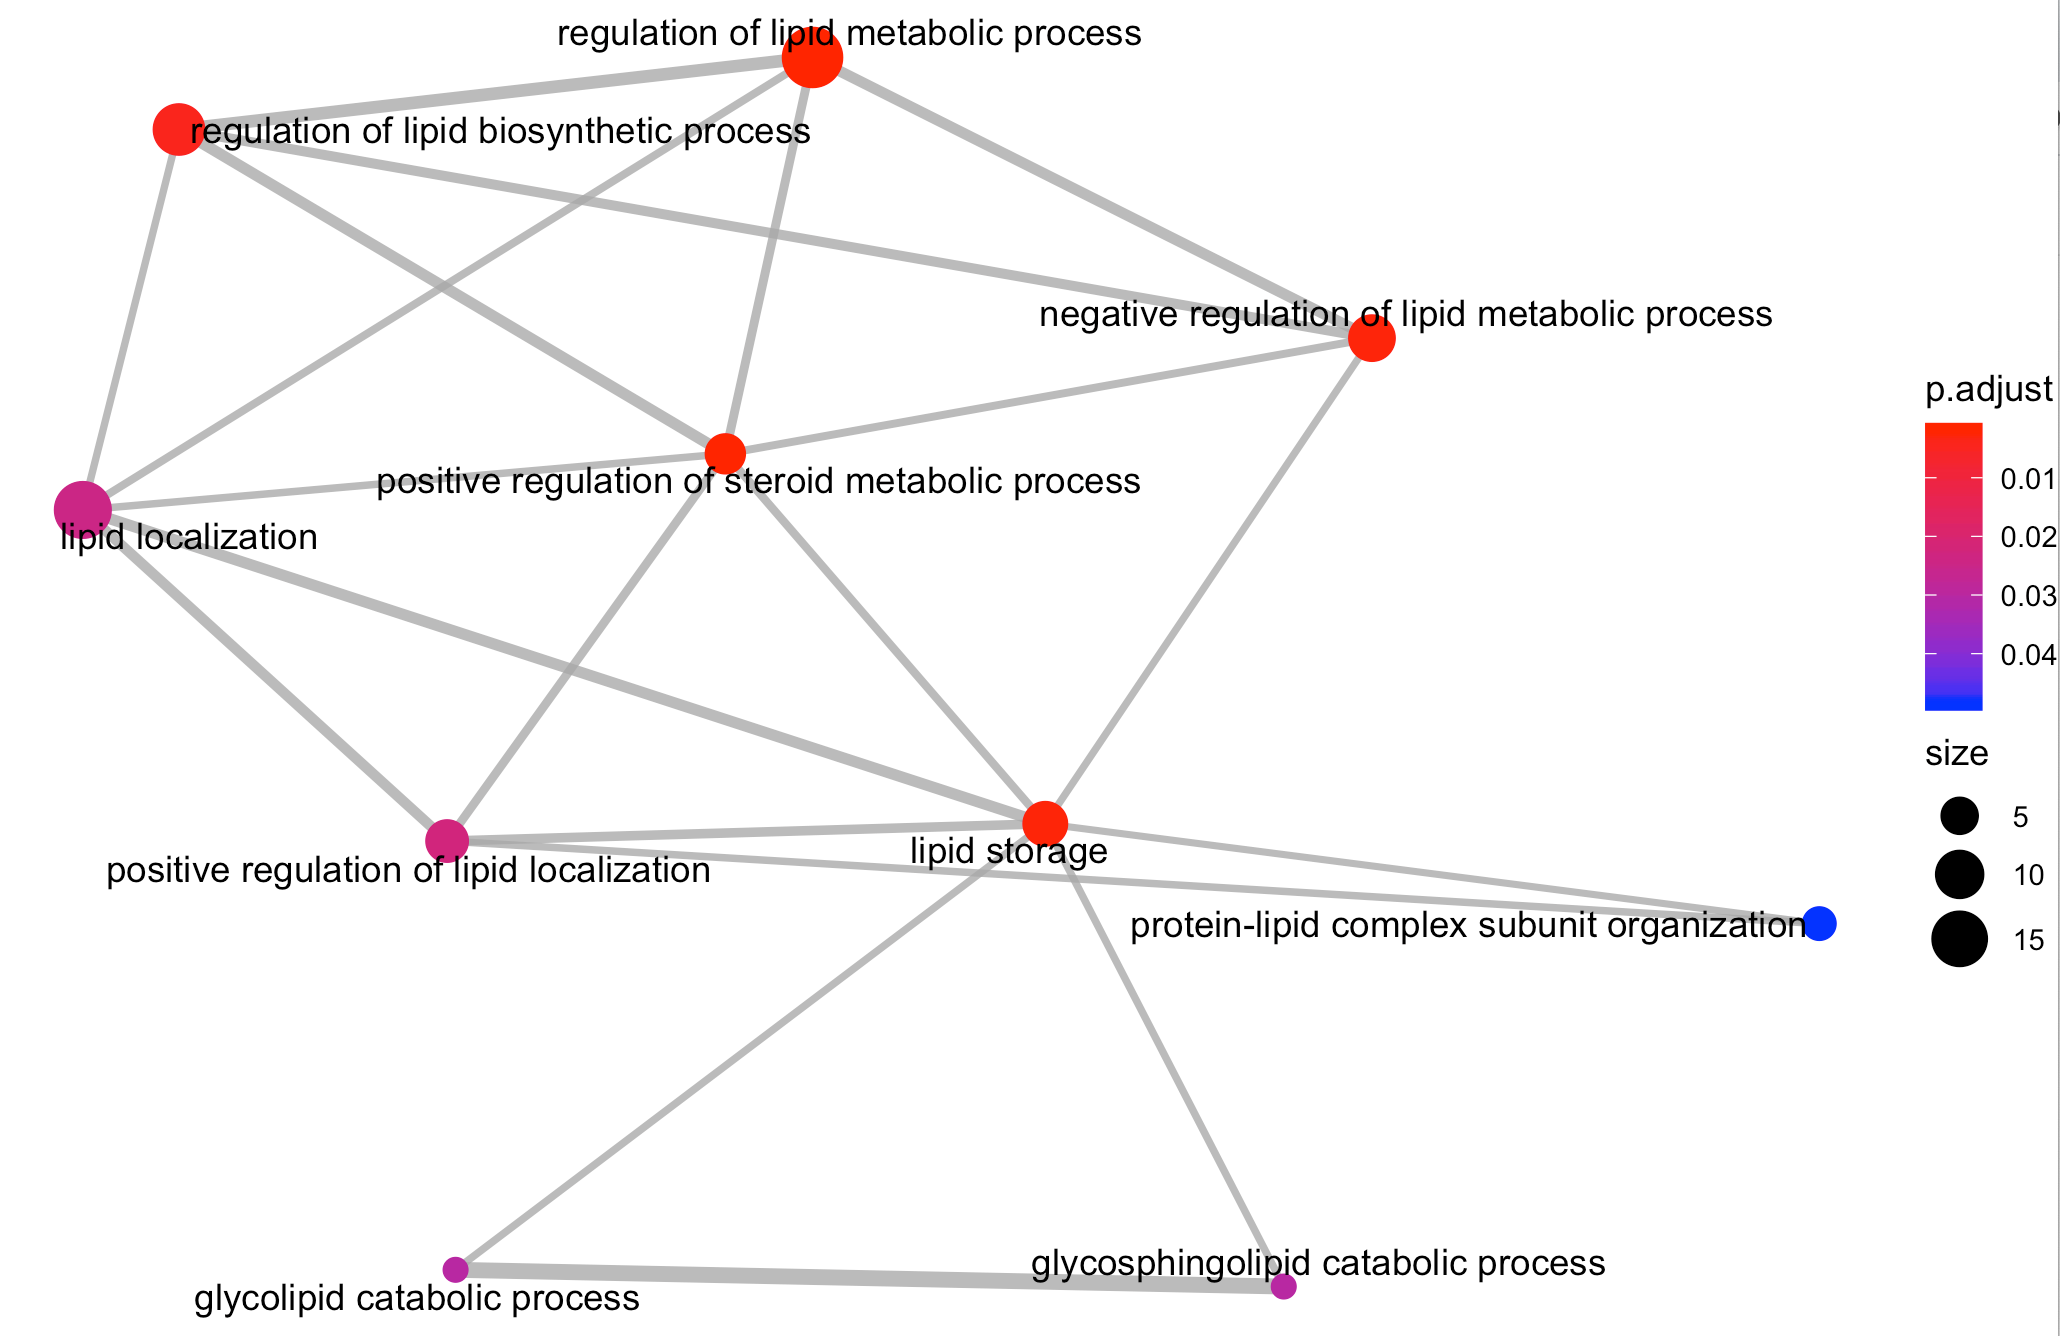 regulation of lipid metabolic process
regulation of lipid biosynthetic process
negative regulation of lipid metabolic process
positive regulation of steroid metabolic process
lipid localization
positive regulation of lipid localization
lipid storage
protein-lipid complex subunit organization
glycosphingolipid catabolic process
glycolipid catabolic process
p.adjust
0.01
0.02
0.03
0.04
size
5
10
15